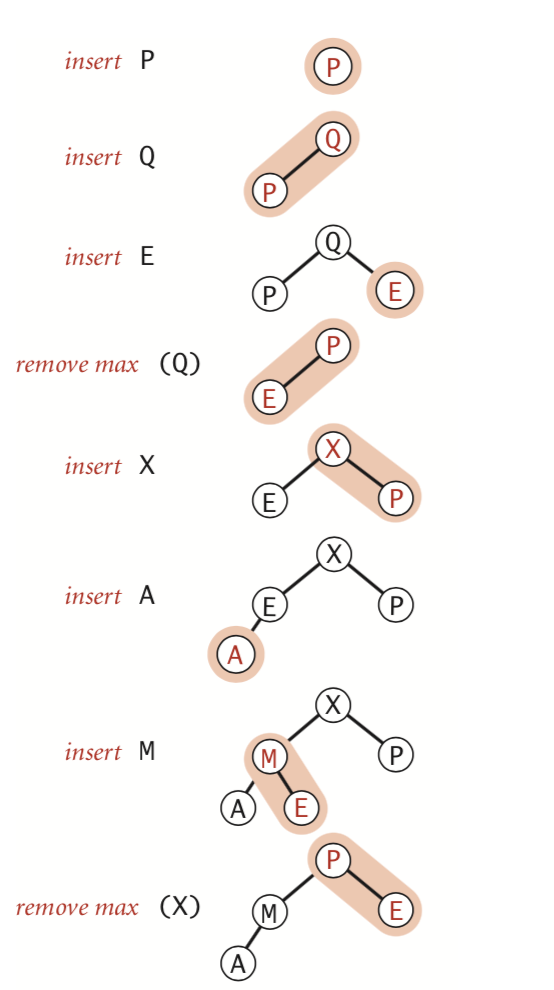 insert P
P
insert Q
Q
P
insert E
Q
P E
remove max (Q)
P
E
insert X
X
E P
insert A
X
E P
A
insert M
X
M P
A E
remove max (X)
P
M E
A